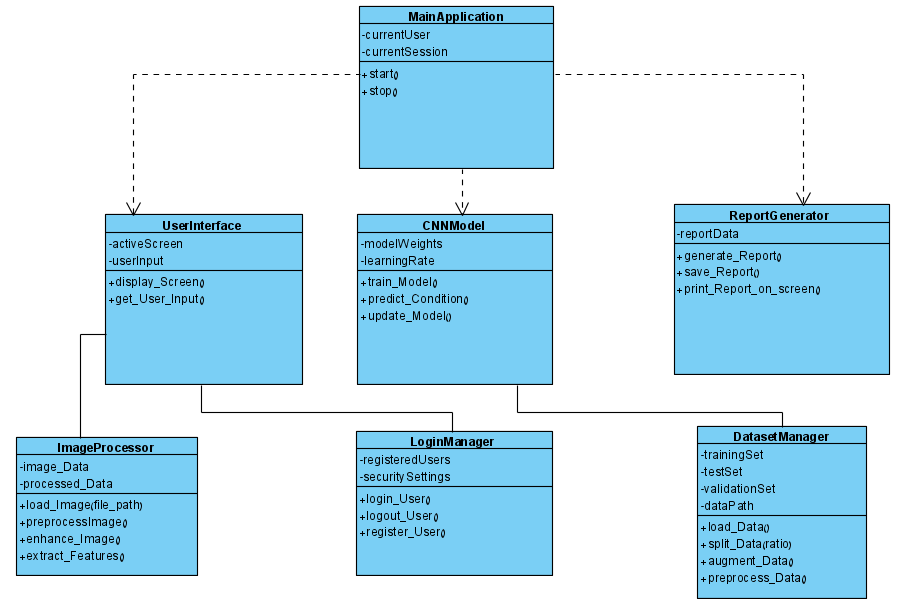 MainApplication
-currentUser
-currentSession
+start()
+stop()
UserInterface
-activeScreen
-userInput
+display_Screen()
+get_User_Input()
CNNModel
-modelWeights
-learningRate
+train_Model()
+predict_Condition()
+update_Model()
ReportGenerator
-reportData
+generate_Report()
+save_Report()
+print_Report_on_screen()
ImageProcessor
-image_Data
-processed_Data
+load_Image(file_path)
+preprocessImage()
+enhance_Image()
+extract_Features()
LoginManager
-registeredUsers
-securitySettings
+login_User()
+logout_User()
+register_User()
DatasetManager
-trainingSet
-testSet
-validationSet
-dataPath
+load_Data()
+split_Data(ratio)
+augment_Data()
+preprocess_Data()